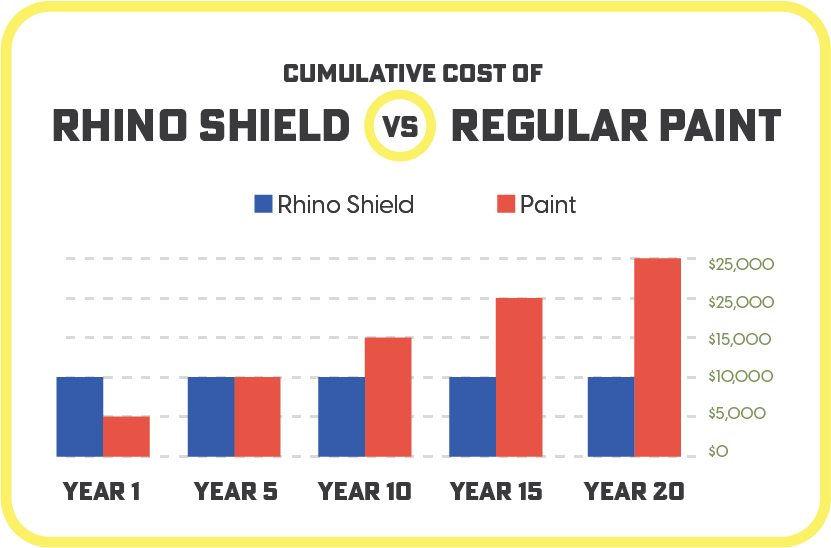 CUMULATIVE COST OF
RHINO SHIELD VS REGULAR PAINT
Rhino Shield Paint
$25,000
$25,000
$15,000
$10,000
$5,000
$0
YEAR 1 YEAR 5 YEAR 10 YEAR 15 YEAR 20